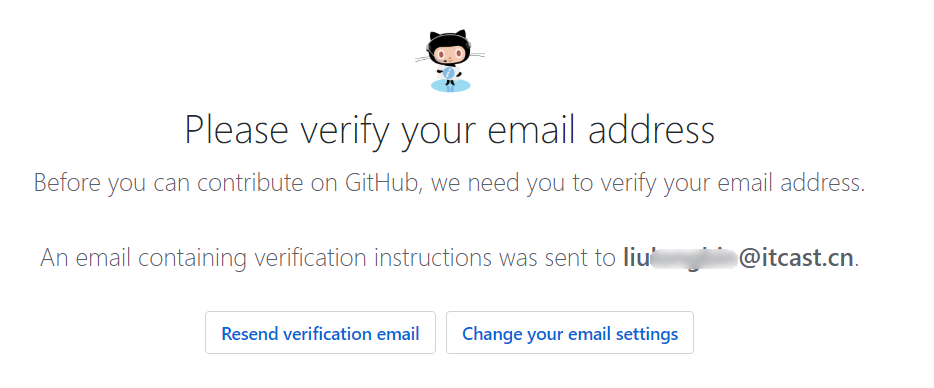 Please verify your email address
Before you can contribute on GitHub, we need you to verify your email address.
An email containing verification instructions was sent to liu @itcast.cn.
Resend verification email
Change your email settings